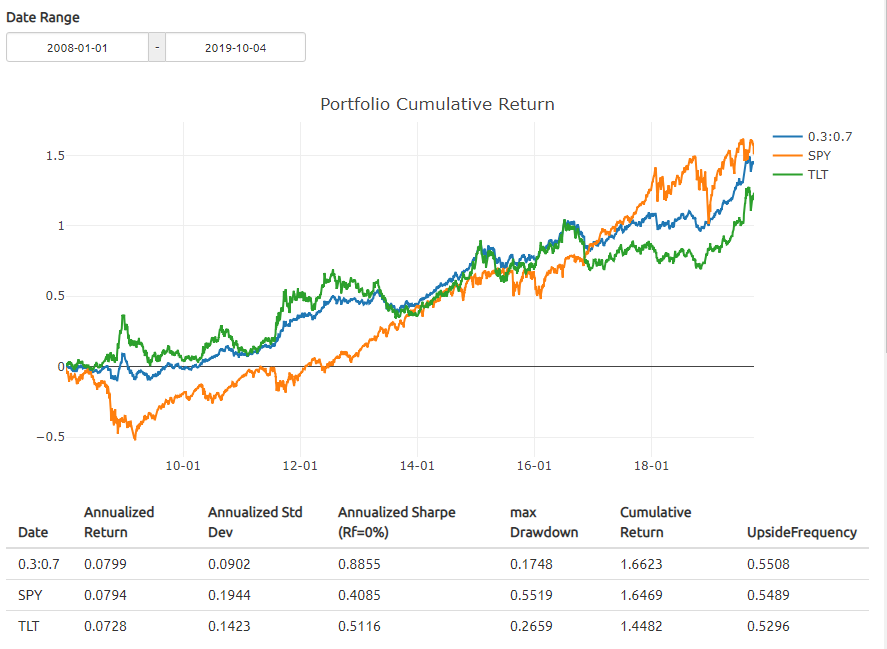 Date Range
2008-01-01 - 2019-10-04
Portfolio Cumulative Return
0.3:0.7
SPY
TLT
1.5
1
0.5
0
−0.5
10-01 12-01 14-01 16-01 18-01
Date Annualized Return Annualized Std Dev Annualized Sharpe (Rf=0%) max Drawdown Cumulative Return UpsideFrequency
0.3:0.7 0.0799 0.0902 0.8855 0.1748 1.6623 0.5508
SPY 0.0794 0.1944 0.4085 0.5519 1.6469 0.5489
TLT 0.0728 0.1423 0.5116 0.2659 1.4482 0.5296